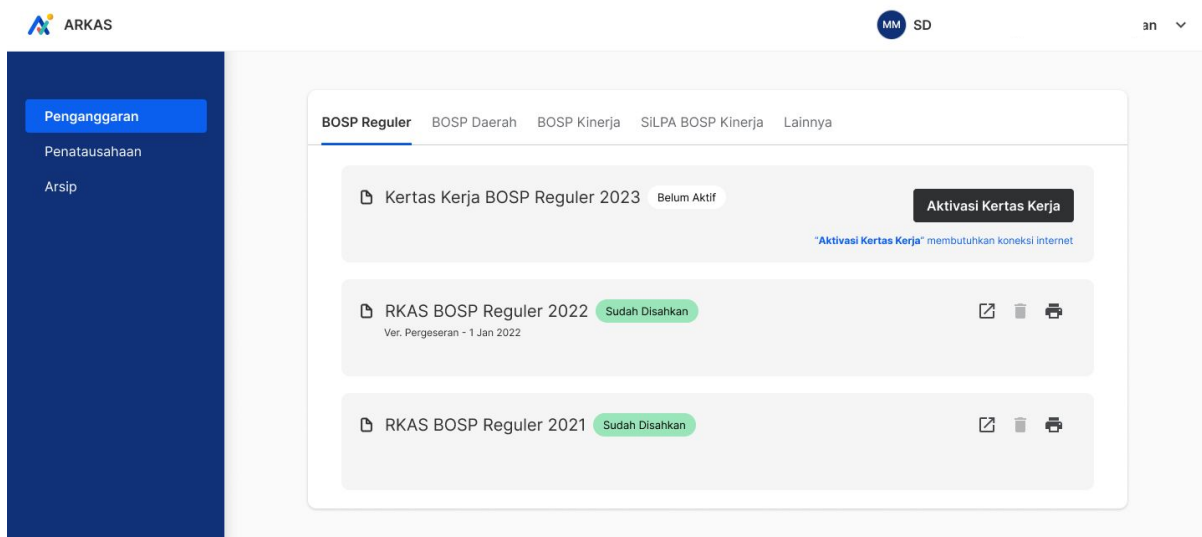 ARKAS
MM SD an
Penganggaran
Penatausahaan
Arsip
BOSP Reguler BOSP Daerah BOSP Kinerja SiLPA BOSP Kinerja Lainnya
Kertas Kerja BOSP Reguler 2023 Belum Aktif
Aktivasi Kertas Kerja
"Aktivasi Kertas Kerja" membutuhkan koneksi internet
RKAS BOSP Reguler 2022 Sudah Disahkan
Ver. Pergeseran - 1 Jan 2022
RKAS BOSP Reguler 2021 Sudah Disahkan